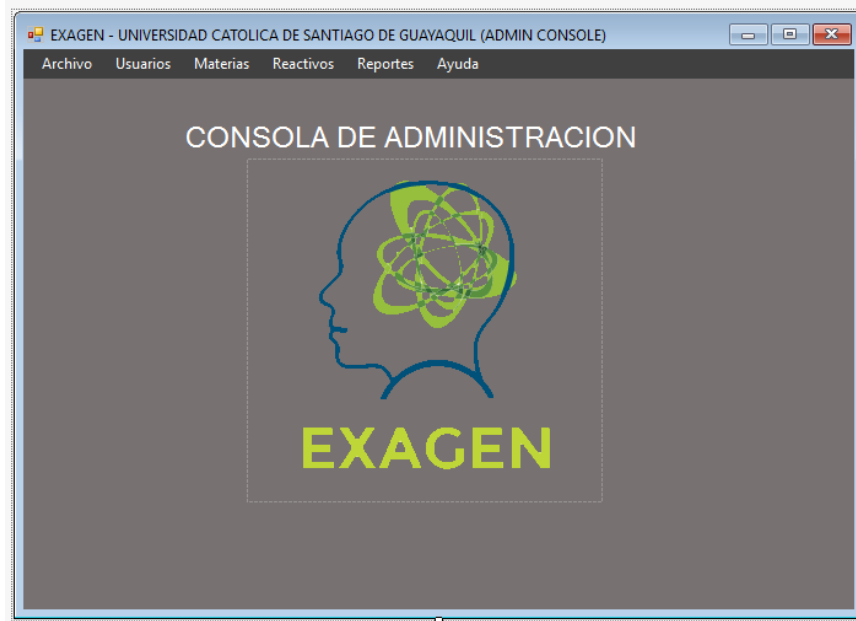 EXAGEN - UNIVERSIDAD CATOLICA DE SANTIAGO DE GUAYAQUIL (ADMIN CONSOLE)
Archivo Usuarios Materias Reactivos Reportes Ayuda
CONSOLA DE ADMINISTRACION
EXAGEN